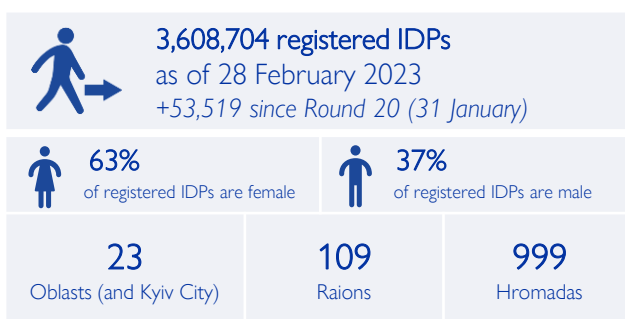 3,608,704 registered IDPs
as of 28 February 2023
+53,519 since Round 20 (31 January)
63%
of registered IDPs are female
37%
of registered IDPs are male
23
Oblasts (and Kyiv City)
109
Raions
999
Hromadas